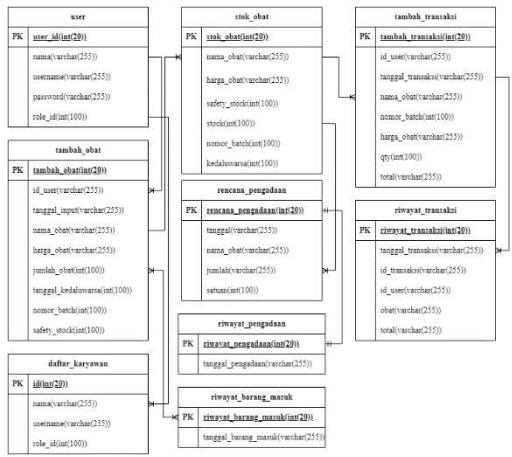 user
PK user_id(int(20))
nama(varchar(255))
username(varchar(255))
password(varchar(255))
role_id(int(100))
tambah_obat
PK tambah_obat(int(20))
id_user(varchar(255))
tanggal_input(varchar(255))
nama_obat(varchar(255))
harga_obat(varchar(255))
jumlah_obat(int(100))
tanggal_kedaluwarsa(int(100))
nomor_batch(int(100))
safety_stock(int(100))
daftar_karyawan
PK id(int(20))
nama(varchar(255))
username(varchar(255))
role_id(int(100))
stok_obat
PK stok_obat(int(20))
nama_obat(varchar(255))
harga_obat(varchar(255))
safety_stock(int(100))
stock(int(100))
nomor_batch(int(100))
kedaluwarsa(int(100))
rencana_pengadaan
PK rencana_pengadaan(int(20))
tanggal(varchar(255))
nama_obat(varchar(255))
jumlah(varchar(255))
satuan(int(100))
riwayat_pengadaan
PK riwayat_pengadaan(int(20))
tanggal_pengadaan(varchar(255))
riwayat_barang_masuk
PK riwayat_barang_masuk(int(20))
tanggal_barang_masuk(varchar(255))
tambah_transaksi
PK tambah_transaksi(int(20))
id_user(varchar(255))
tanggal_transaksi(varchar(255))
nama_obat(varchar(255))
nomor_batch(int(100))
harga_obat(varchar(255))
qty(int(100))
total(varchar(255))
riwayat_transaksi
PK riwayat_transaksi(int(20))
tanggal_transaksi(varchar(255))
id_transaksi(varchar(255))
id_user(varchar(255))
obat(varchar(255))
total(varchar(255))